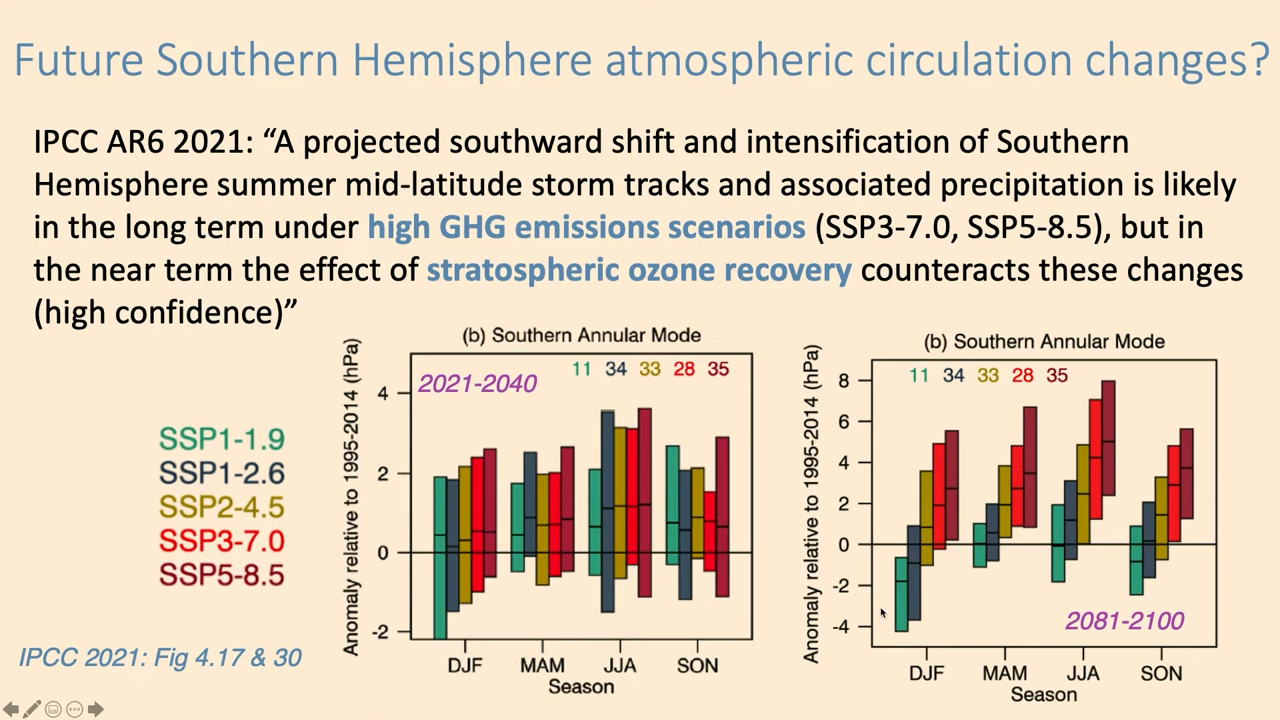 Future Southern Hemisphere atmospheric circulation changes?
IPCC AR6 2021: “A projected southward shift and intensification of Southern
Hemisphere summer mid-latitude storm tracks and associated precipitation is likely
in the long term under high GHG emissions scenarios (SSP3-7.0, SSP5-8.5), but in
the near term the effect of stratospheric ozone recovery counteracts these changes
(high confidence)”
SSP1-1.9
SSP1-2.6
SSP2-4.5
SSP3-7.0
SSP5-8.5
IPCC 2021: Fig 4.17 & 30
(b) Southern Annular Mode
2021-2040
11 34 33 28 35
Anomaly relative to 1995-2014 (hPa)
4
2
0
-2
DJF MAM JJA SON
Season
(b) Southern Annular Mode
11 34 33 28 35
Anomaly relative to 1995-2014 (hPa)
8
6
4
2
0
-2
-4
2081-2100
DJF MAM JJA SON
Season